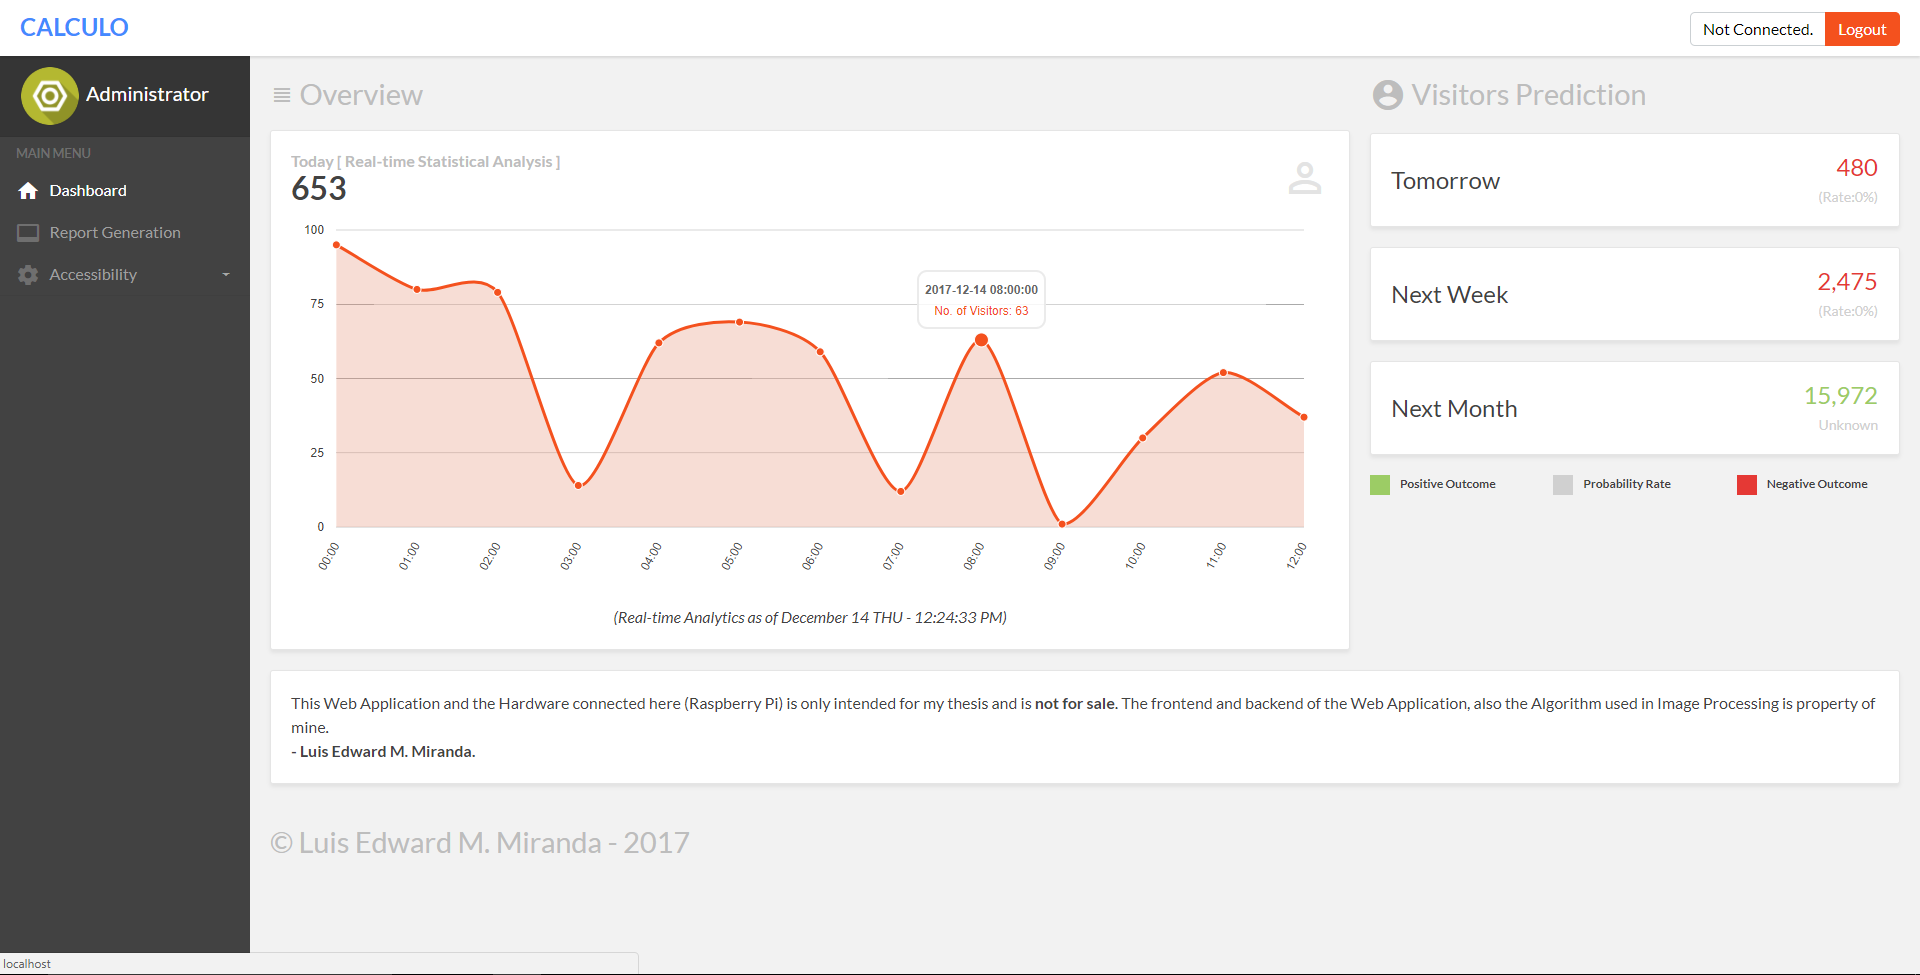 CALCULO
Not Connected.
Logout
Administrator
MAIN MENU
Dashboard
Report Generation
Accessibility
Overview
Today [ Real-time Statistical Analysis ]
653
100
75
50
25
0
2017-12-14 08:00:00
No. of Visitors: 63
00:00
01:00
02:00
03:00
04:00
05:00
06:00
07:00
08:00
09:00
10:00
11:00
12:00
(Real-time Analytics as of December 14 THU - 12:24:33 PM)
Visitors Prediction
Tomorrow
480
(Rate:0%)
Next Week
2,475
(Rate:0%)
Next Month
15,972
Unknown
Positive Outcome
Probability Rate
Negative Outcome
This Web Application and the Hardware connected here (Raspberry Pi) is only intended for my thesis and is not for sale. The frontend and backend of the Web Application, also the Algorithm used in Image Processing is property of
mine.
- Luis Edward M. Miranda.
© Luis Edward M. Miranda - 2017
localhost